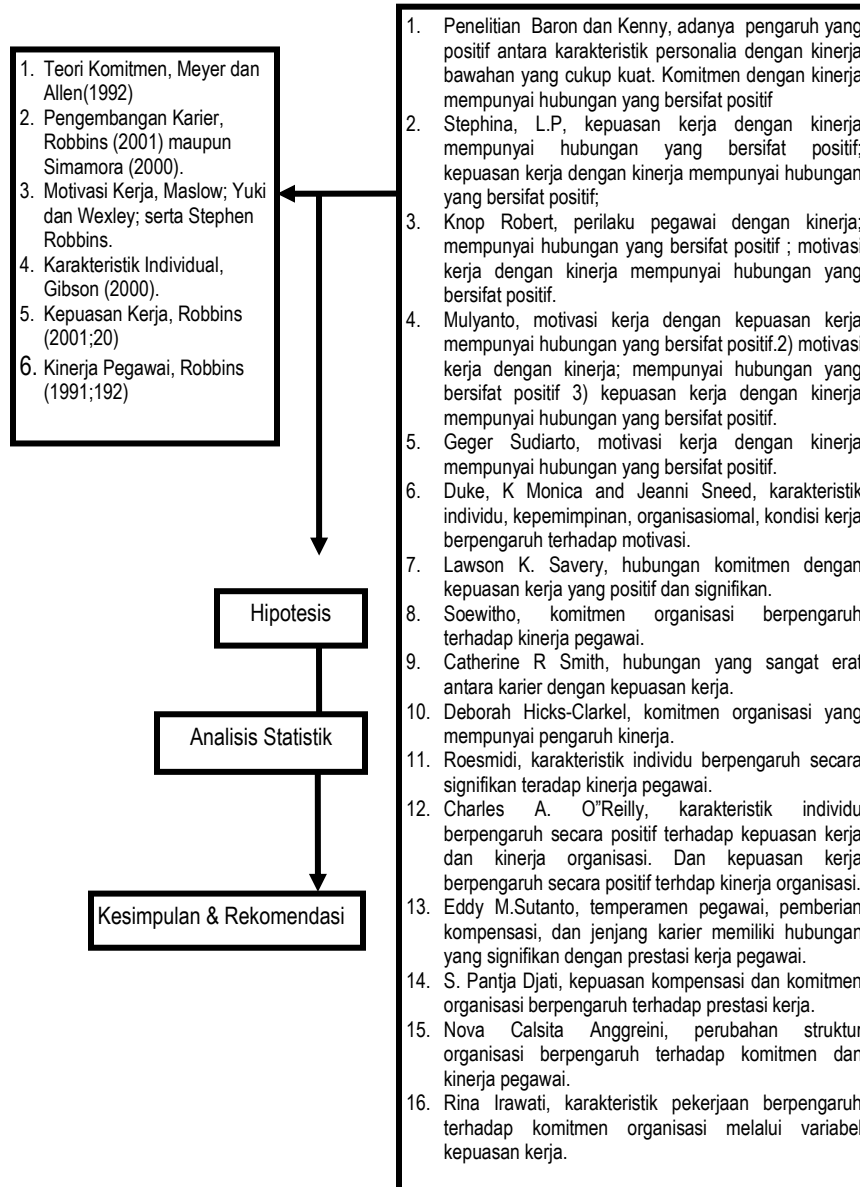 1. Teori Komitmen, Meyer dan
Allen(1992)
2. Pengembangan Karier,
Robbins (2001) maupun
Simamora (2000).
3. Motivasi Kerja, Maslow; Yuki
dan Wexley; serta Stephen
Robbins.
4. Karakteristik Individual,
Gibson (2000).
5. Kepuasan Kerja, Robbins
(2001;20)
6. Kinerja Pegawai, Robbins
(1991;192)
Hipotesis
Analisis Statistik
Kesimpulan & Rekomendasi
1. Penelitian Baron dan Kenny, adanya pengaruh yang
positif antara karakteristik personalia dengan kinerja
bawahan yang cukup kuat. Komitmen dengan kinerja
mempunyai hubungan yang bersifat positif
2. Stephina, L.P, kepuasan kerja dengan kinerja
mempunyai hubungan yang bersifat positif;
kepuasan kerja dengan kinerja mempunyai hubungan
yang bersifat positif;
3. Knop Robert, perilaku pegawai dengan kinerja;
mempunyai hubungan yang bersifat positif ; motivasi
kerja dengan kinerja mempunyai hubungan yang
bersifat positif.
4. Mulyanto, motivasi kerja dengan kepuasan kerja
mempunyai hubungan yang bersifat positif.2) motivasi
kerja dengan kinerja; mempunyai hubungan yang
bersifat positif 3) kepuasan kerja dengan kinerja
mempunyai hubungan yang bersifat positif.
5. Geger Sudiarto, motivasi kerja dengan kinerja
mempunyai hubungan yang bersifat positif.
6. Duke, K Monica and Jeanni Sneed, karakteristik
individu, kepemimpinan, organisasiomal, kondisi kerja
berpengaruh terhadap motivasi.
7. Lawson K. Savery, hubungan komitmen dengan
kepuasan kerja yang positif dan signifikan.
8. Soewitho, komitmen organisasi berpengaruh
terhadap kinerja pegawai.
9. Catherine R Smith, hubungan yang sangat erat
antara karier dengan kepuasan kerja.
10. Deborah Hicks-Clarkel, komitmen organisasi yang
mempunyai pengaruh kinerja.
11. Roesmidi, karakteristik individu berpengaruh secara
signifikan teradap kinerja pegawai.
12. Charles A. O"Reilly, karakteristik individu
berpengaruh secara positif terhadap kepuasan kerja
dan kinerja organisasi. Dan kepuasan kerja
berpengaruh secara positif terhdap kinerja organisasi.
13. Eddy M.Sutanto, temperamen pegawai, pemberian
kompensasi, dan jenjang karier memiliki hubungan
yang signifikan dengan prestasi kerja pegawai.
14. S. Pantja Djati, kepuasan kompensasi dan komitmen
organisasi berpengaruh terhadap prestasi kerja.
15. Nova Calsita Anggreini, perubahan struktur
organisasi berpengaruh terhadap komitmen dan
kinerja pegawai.
16. Rina Irawati, karakteristik pekerjaan berpengaruh
terhadap komitmen organisasi melalui variabel
kepuasan kerja.